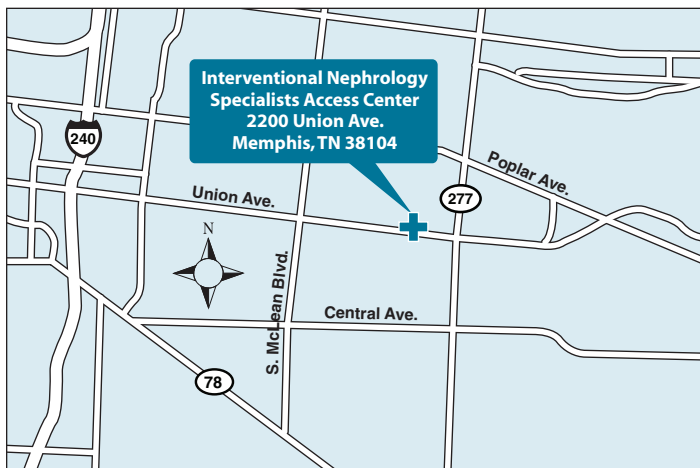 Interventional Nephrology
Specialists Access Center
2200 Union Ave.
Memphis, TN 38104
240
Poplar Ave.
277
Union Ave.
N
S. McLean Blvd.
Central Ave.
78